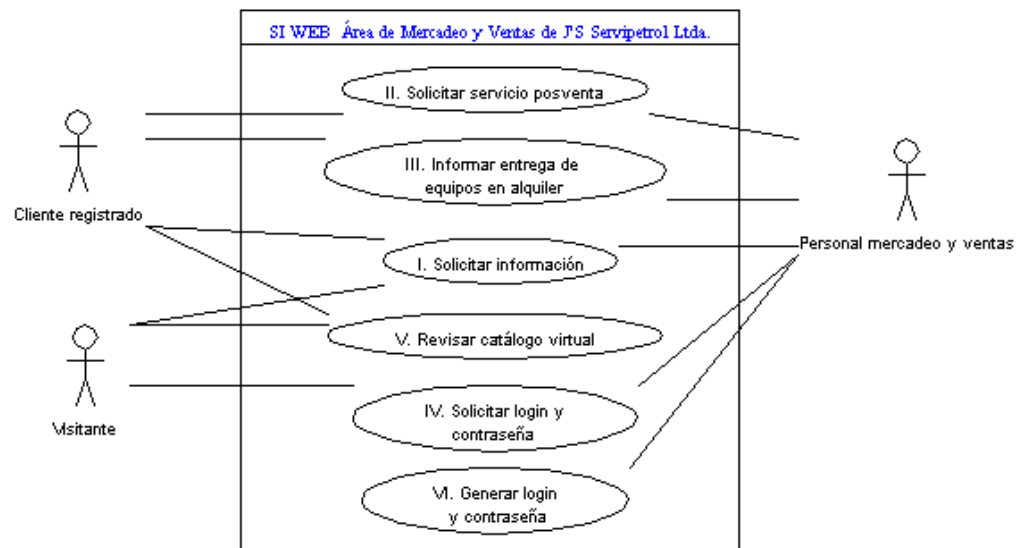 SI WEB Área de Mercadeo y Ventas de J'S Servipetrol Ltda.
II. Solicitar servicio posventa
III. Informar entrega de
equipos en alquiler
Cliente registrado
Personal mercadeo y ventas
I. Solicitar información
V. Revisar catálogo virtual
IV. Solicitar login y
contraseña
Visitante
VI. Generar login
y contraseña